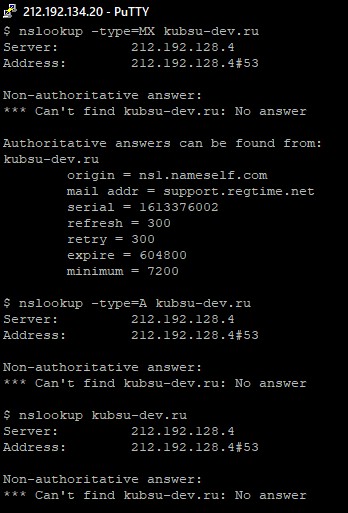 212.192.134.20 - PuTTY
$ nslookup -type=MX kubsu-dev.ru
Server:         212.192.128.4
Address:        212.192.128.4#53

Non-authoritative answer:
*** Can't find kubsu-dev.ru: No answer

Authoritative answers can be found from:
kubsu-dev.ru
        origin = ns1.nameself.com
        mail addr = support.regtime.net
        serial = 1613376002
        refresh = 300
        retry = 300
        expire = 604800
        minimum = 7200

$ nslookup -type=A kubsu-dev.ru
Server:         212.192.128.4
Address:        212.192.128.4#53

Non-authoritative answer:
*** Can't find kubsu-dev.ru: No answer

$ nslookup kubsu-dev.ru
Server:         212.192.128.4
Address:        212.192.128.4#53

Non-authoritative answer:
*** Can't find kubsu-dev.ru: No answer